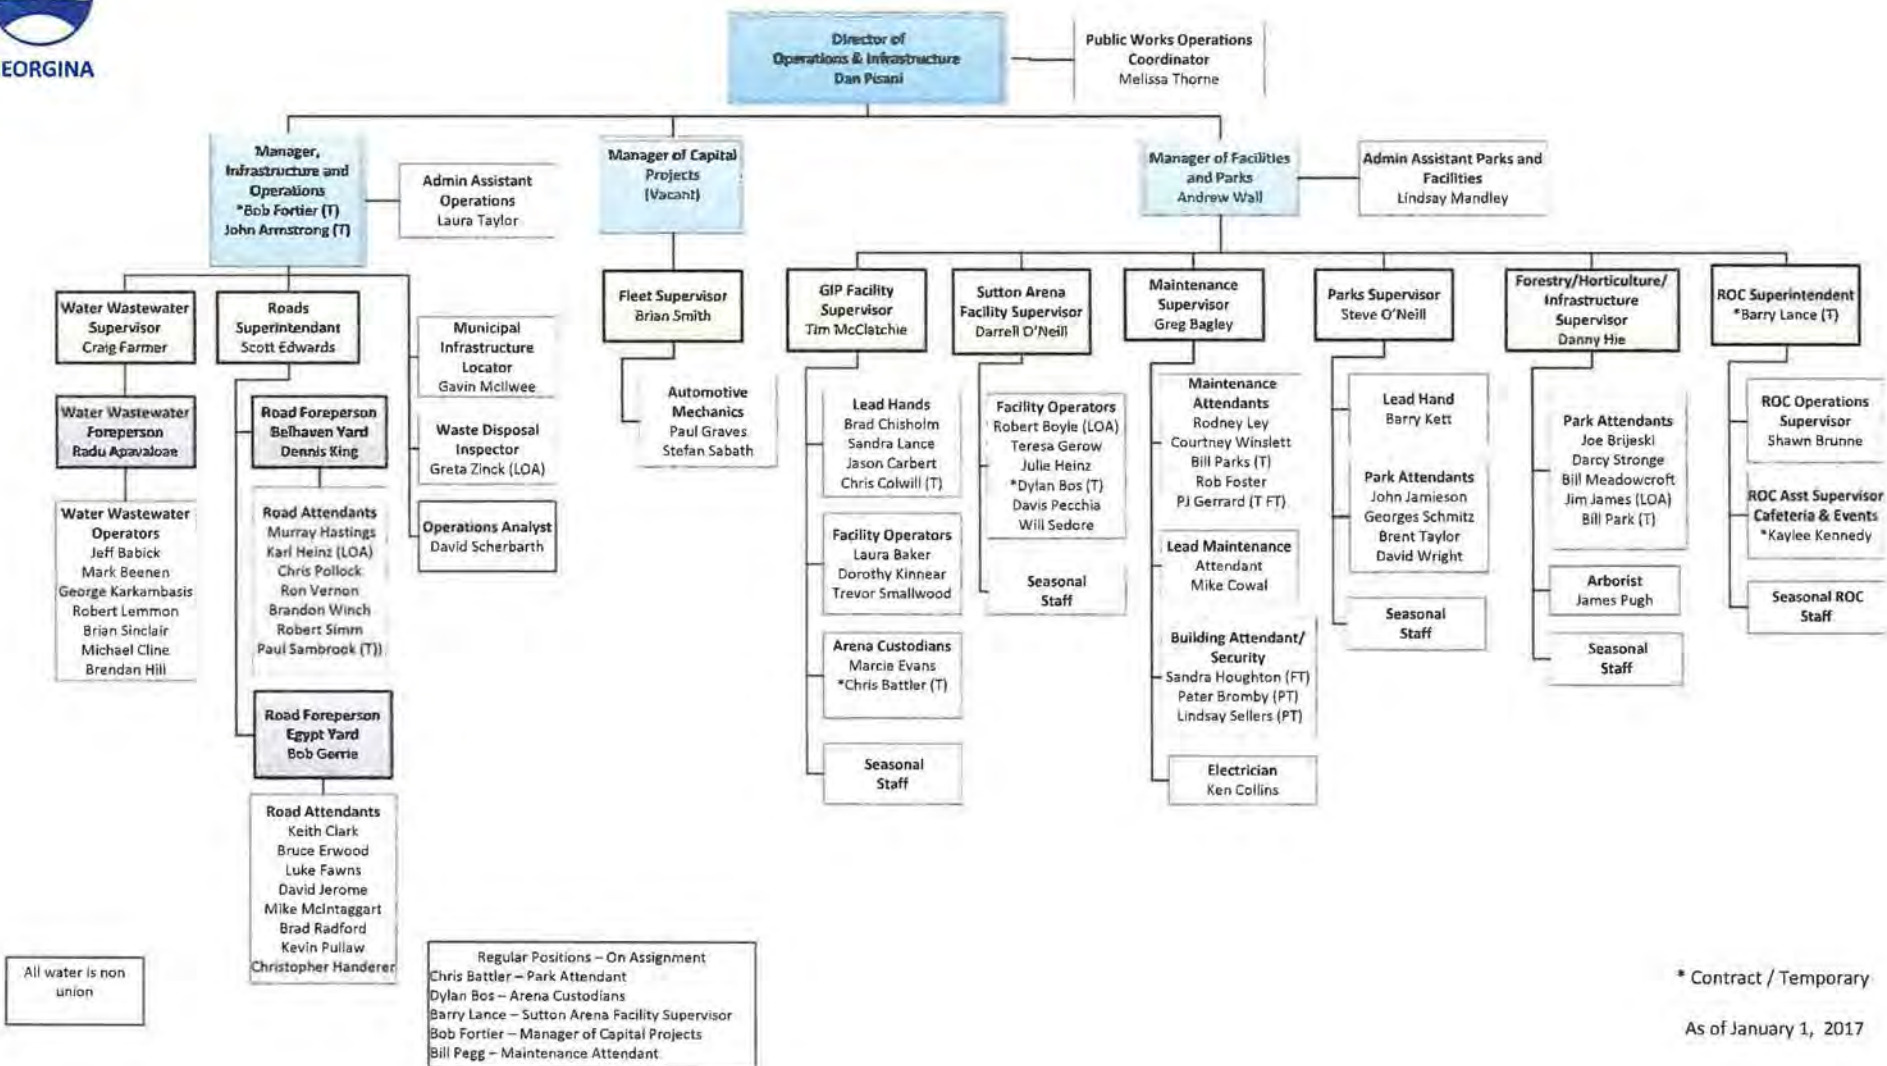 EORGINA
Director of
Operations & Infrastructure
Dan Pisani
Public Works Operations
Coordinator
Melissa Thorne
Manager,
Infrastructure and
Operations
*Bob Fortier (T)
John Armstrong (T)
Admin Assistant
Operations
Laura Taylor
Manager of Capital
Projects
(Vacant)
Manager of Facilities
and Parks
Andrew Wall
Admin Assistant Parks and
Facilities
Lindsay Mandley
Water Wastewater
Supervisor
Craig Farmer
Water Wastewater
Foreperson
Radu Apavaloae
Water Wastewater
Operators
Jeff Babick
Mark Beenen
George Karkambasis
Robert Lemmon
Brian Sinclair
Michael Cline
Brendan Hill
Roads
Superintendant
Scott Edwards
Road Foreperson
Belhaven Yard
Dennis King
Road Attendants
Murray Hastings
Karl Heinz (LOA)
Chris Pollock
Ron Vernon
Brandon Winch
Robert Simm
Paul Sambrook (T))
Road Foreperson
Egypt Yard
Bob Gerrie
Road Attendants
Keith Clark
Bruce Erwood
Luke Fawns
David Jerome
Mike McIntaggart
Brad Radford
Kevin Pullaw
Christopher Handerer
Municipal
Infrastructure
Locator
Gavin McIlwee
Waste Disposal
Inspector
Greta Zinck (LOA)
Operations Analyst
David Scherbarth
Fleet Supervisor
Brian Smith
Automotive
Mechanics
Paul Graves
Stefan Sabath
GIP Facility
Supervisor
Tim McClatchie
Lead Hands
Brad Chisholm
Sandra Lance
Jason Carbert
Chris Colwill (T)
Facility Operators
Laura Baker
Dorothy Kinnear
Trevor Smallwood
Arena Custodians
Marcie Evans
*Chris Battler (T)
Seasonal
Staff
Sutton Arena
Facility Supervisor
Darrell O'Neill
Facility Operators
Robert Boyle (LOA)
Teresa Gerow
Julie Heinz
*Dylan Bos (T)
Davis Pecchia
Will Sedore
Seasonal
Staff
Maintenance
Supervisor
Greg Bagley
Maintenance
Attendants
Rodney Ley
Courtney Winslett
Bill Parks (T)
Rob Foster
PJ Gerrard (T FT)
Lead Maintenance
Attendant
Mike Cowal
Building Attendant/
Security
Sandra Houghton (FT)
Peter Bromby (PT)
Lindsay Sellers (PT)
Electrician
Ken Collins
Parks Supervisor
Steve O'Neill
Lead Hand
Barry Kett
Park Attendants
John Jamieson
Georges Schmitz
Brent Taylor
David Wright
Seasonal
Staff
Forestry/Horticulture/
Infrastructure
Supervisor
Danny Hie
Park Attendants
Joe Brijeski
Darcy Stronge
Bill Meadowcroft
Jim James (LOA)
Bill Park (T)
Arborist
James Pugh
Seasonal
Staff
ROC Superintendent
*Barry Lance (T)
ROC Operations
Supervisor
Shawn Brunne
ROC Asst Supervisor
Cafeteria & Events
*Kaylee Kennedy
Seasonal ROC
Staff
All water is non
union
Regular Positions – On Assignment
Chris Battler – Park Attendant
Dylan Bos – Arena Custodians
Barry Lance – Sutton Arena Facility Supervisor
Bob Fortier – Manager of Capital Projects
Bill Pegg – Maintenance Attendant
* Contract / Temporary
As of January 1, 2017